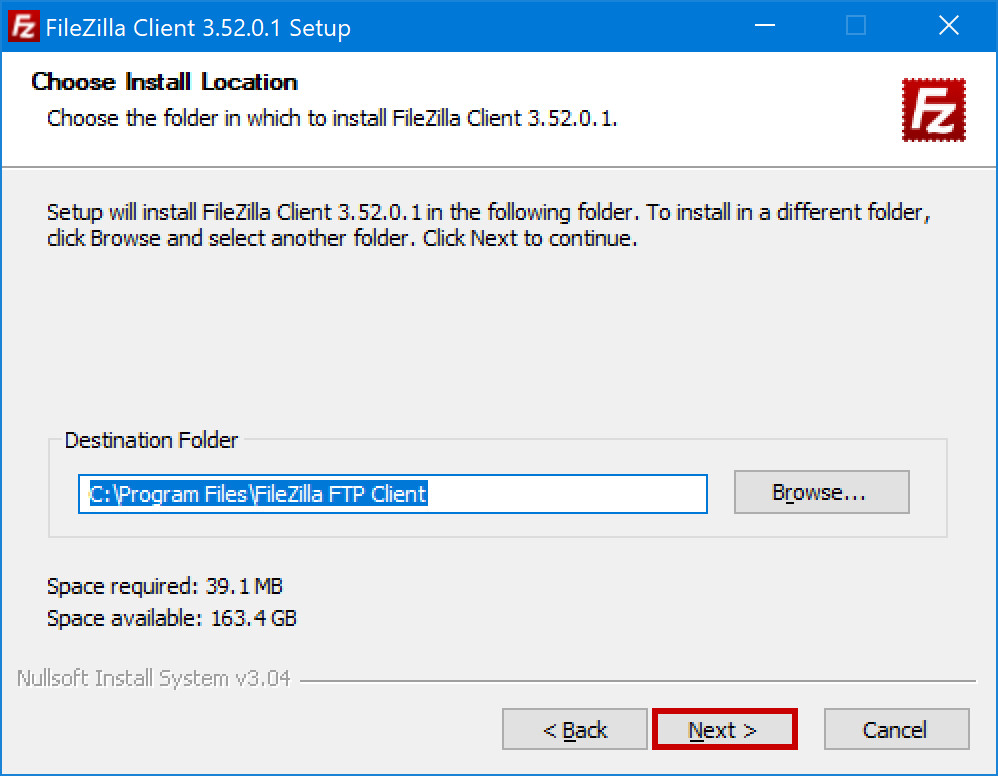 FileZilla Client 3.52.0.1 Setup
Choose Install Location
Choose the folder in which to install FileZilla Client 3.52.0.1.
Fz
Setup will install FileZilla Client 3.52.0.1 in the following folder. To install in a different folder,
click Browse and select another folder. Click Next to continue.
Destination Folder
C:\Program Files\FileZilla FTP Client
Browse...
Space required: 39.1 MB
Space available: 163.4 GB
Nullsoft Install System v3.04
< Back
Next >
Cancel